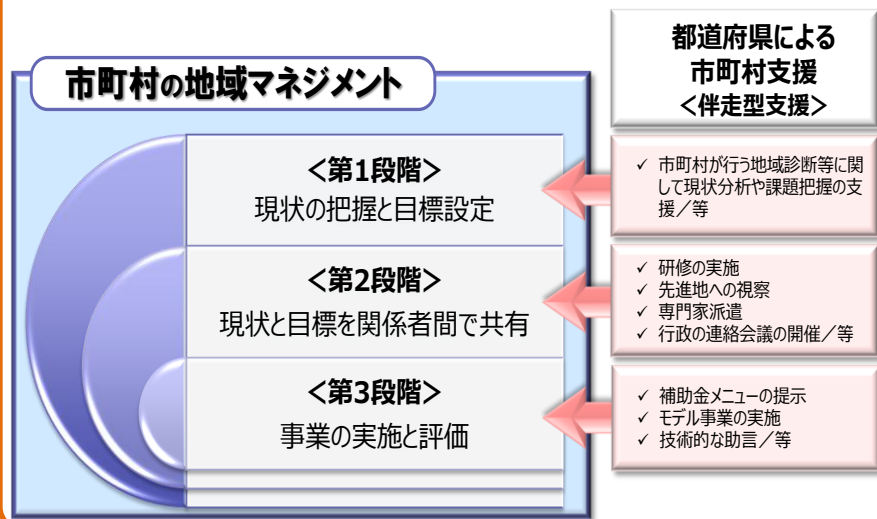 都道府県による
市町村支援
<伴走型支援>
市町村の地域マネジメント
<第1段階>
現状の把握と目標設定
✓ 市町村が行う地域診断等に関
して現状分析や課題把握の支
援／等
<第2段階>
現状と目標を関係者間で共有
✓ 研修の実施
✓ 先進地への視察
✓ 専門家派遣
✓ 行政の連絡会議の開催／等
<第3段階>
事業の実施と評価
✓ 補助金メニューの提示
✓ モデル事業の実施
✓ 技術的な助言／等